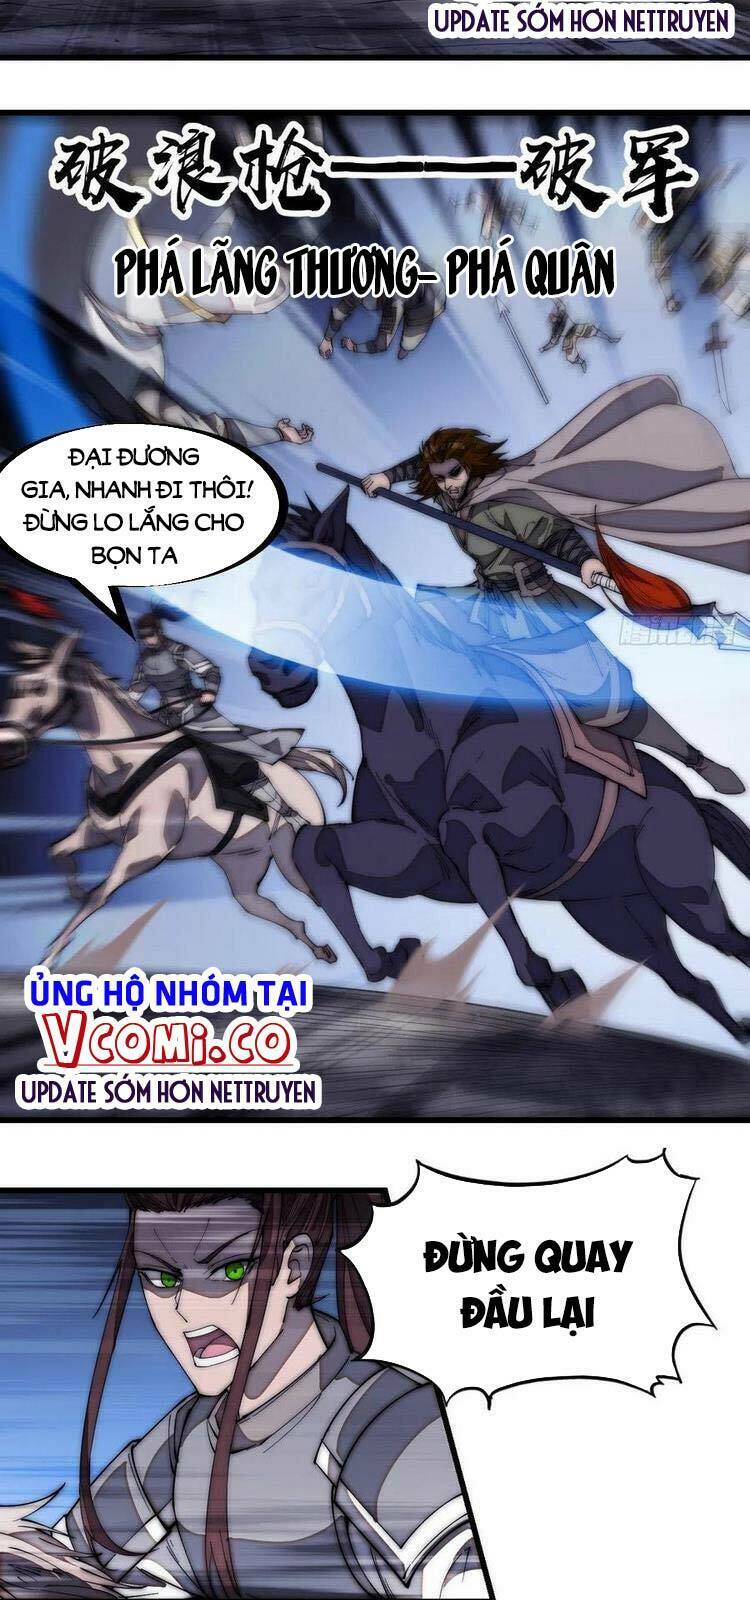 UPDATE SỚM HƠN NETTRUYEN
破浪枪——破军
PHÁ LÃNG THƯƠNG- PHÁ QUÂN
ĐẠI ĐƯƠNG
GIA, NHANH ĐI THÔI!
ĐỪNG LO LẮNG CHO
BỌN TA
ỦNG HỘ NHÓM TẠI
VCOMI.CO
UPDATE SỚM HƠN NETTRUYEN
ĐỪNG QUAY
ĐẦU LẠI